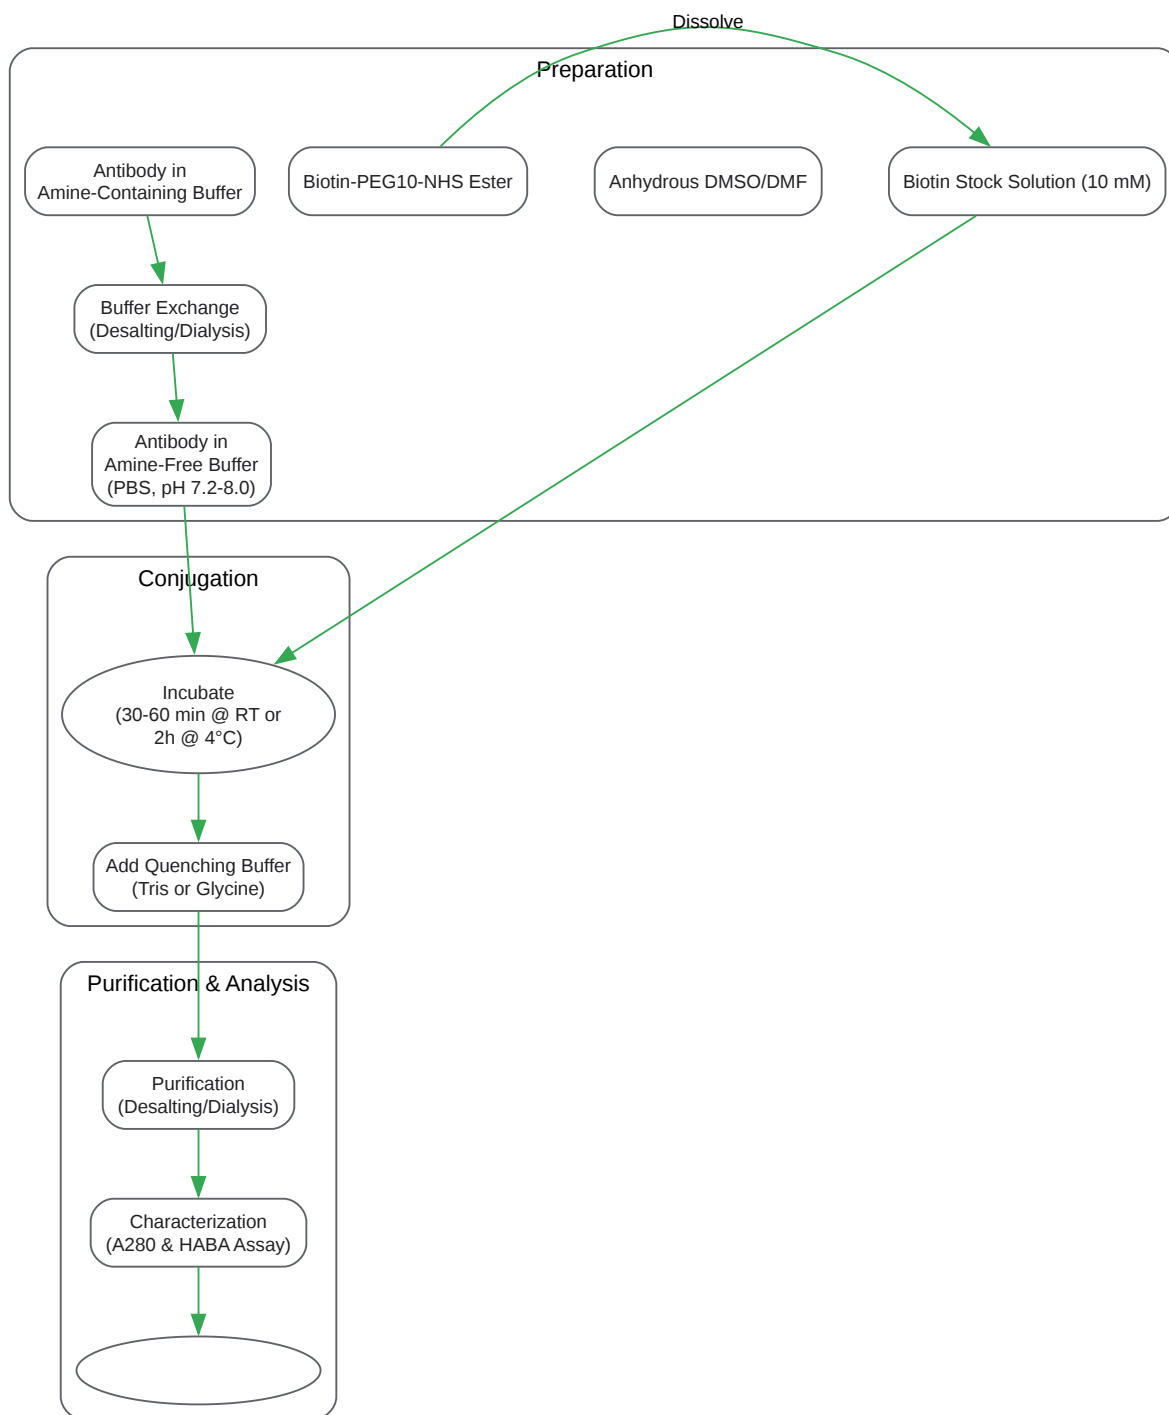 Dissolve
Preparation
Antibody in
Amine-Containing Buffer
Biotin-PEG10-NHS Ester
Anhydrous DMSO/DMF
Biotin Stock Solution (10 mM)
Buffer Exchange
(Desalting/Dialysis)
Antibody in
Amine-Free Buffer
(PBS, pH 7.2-8.0)
Conjugation
Incubate
(30-60 min @ RT or
2h @ 4°C)
Add Quenching Buffer
(Tris or Glycine)
Purification & Analysis
Purification
(Desalting/Dialysis)
Characterization
(A280 & HABA Assay)